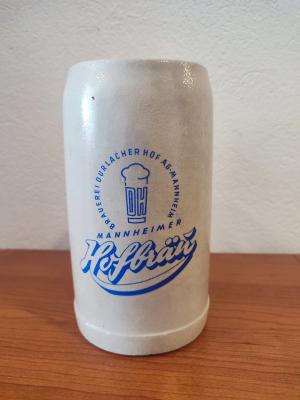 BRAUEREI DURLACHER HOF AG·MANNHEIM
DH
MANNHEIMER
Hofbräu